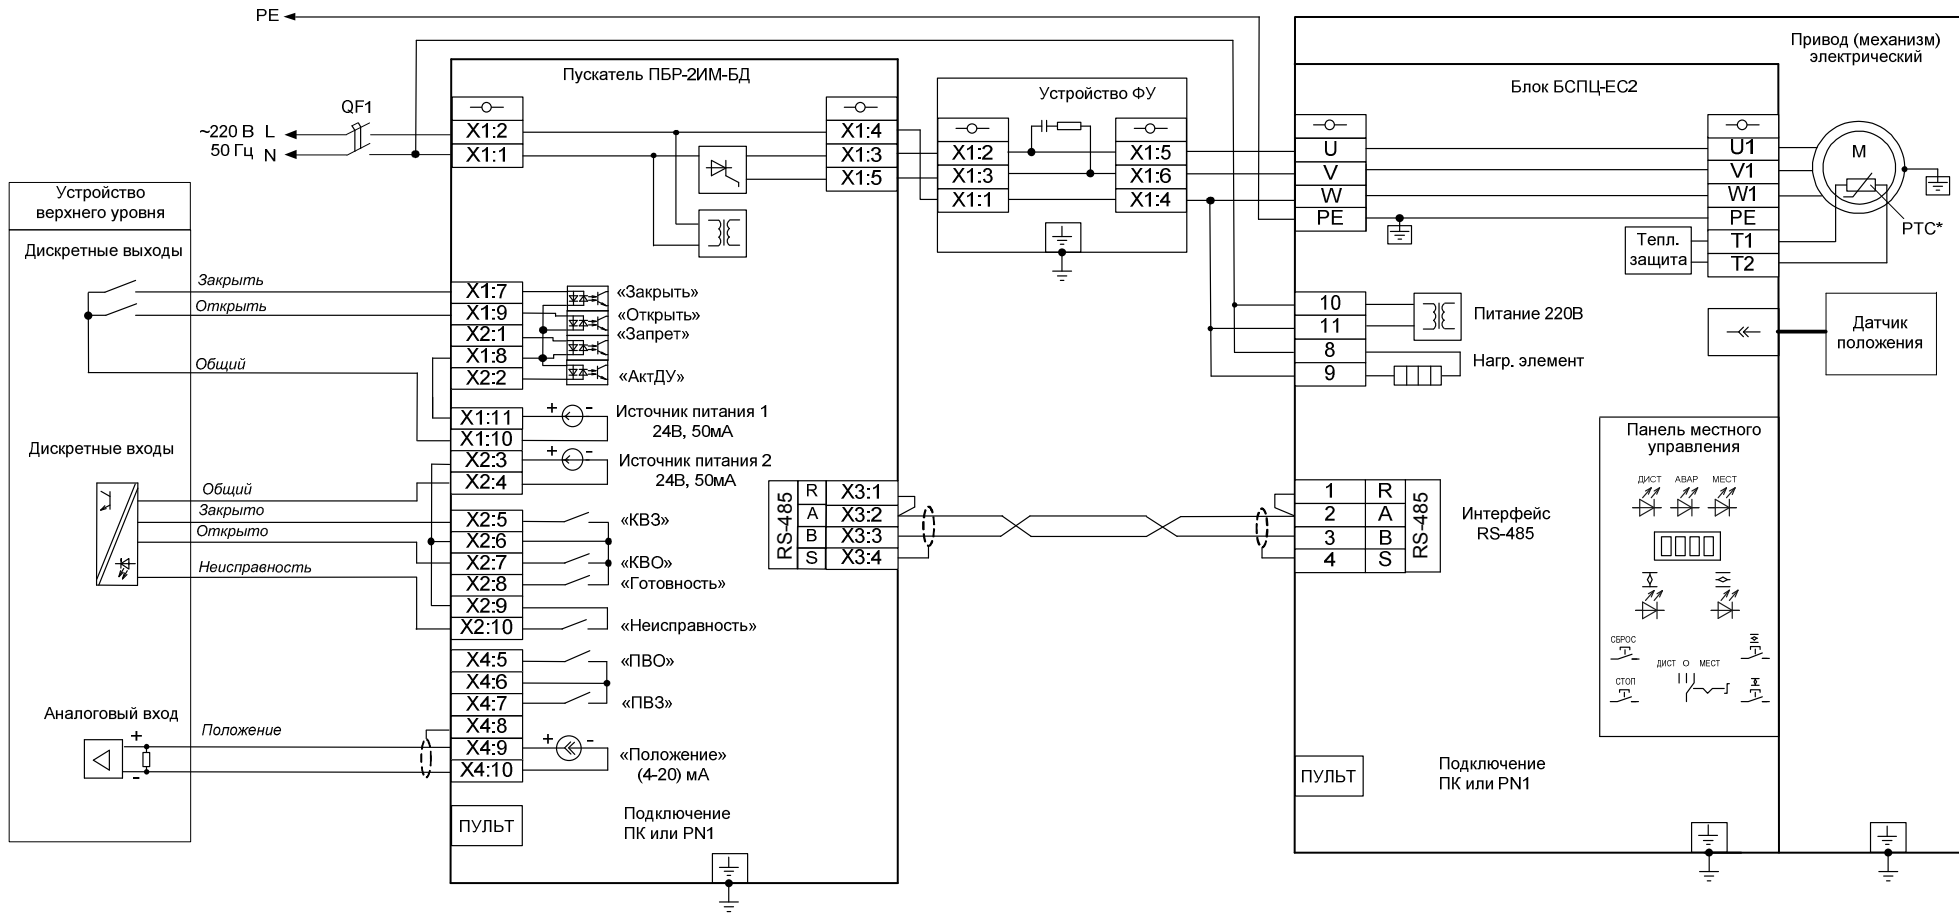 PE
Привод (механизм)
электрический
Пускатель ПБР-2ИМ-БД
Устройство ФУ
Блок БСПЦ-ЕС2
QF1
~220 В L
50 Гц N
X1:2
X1:1
X1:4
X1:3
X1:5
X1:2
X1:3
X1:1
X1:5
X1:6
X1:4
U
V
W
PE
U1
V1
W1
PE
T1
T2
M
РТС*
Тепл.
защита
Устройство
верхнего уровня
Дискретные выходы
Закрыть
Открыть
Общий
X1:7
X1:9
X2:1
X1:8
X2:2
«Закрыть»
«Открыть»
«Запрет»
«АктДУ»
10
11
8
9
Питание 220В
Нагр. элемент
Датчик
положения
X1:11
X1:10
X2:3
X2:4
+ -
Источник питания 1
24В, 50мА
+ -
Источник питания 2
24В, 50мА
Дискретные входы
Общий
Закрыто
Открыто
Неисправность
X2:5
X2:6
X2:7
X2:8
X2:9
X2:10
«КВЗ»
«КВО»
«Готовность»
«Неисправность»
RS-485
R X3:1
A X3:2
B X3:3
S X3:4
1 R
2 A
3 B
4 S
RS-485
Интерфейс
RS-485
Панель местного
управления
ДИСТ АВАР МЕСТ
СБРОС
ДИСТ О МЕСТ
СТОП
X4:5
X4:6
X4:7
X4:8
X4:9
X4:10
«ПВО»
«ПВЗ»
+ -
«Положение»
(4-20) мА
Аналоговый вход
+
-
Положение
ПУЛЬТ
Подключение
ПК или PN1
ПУЛЬТ
Подключение
ПК или PN1